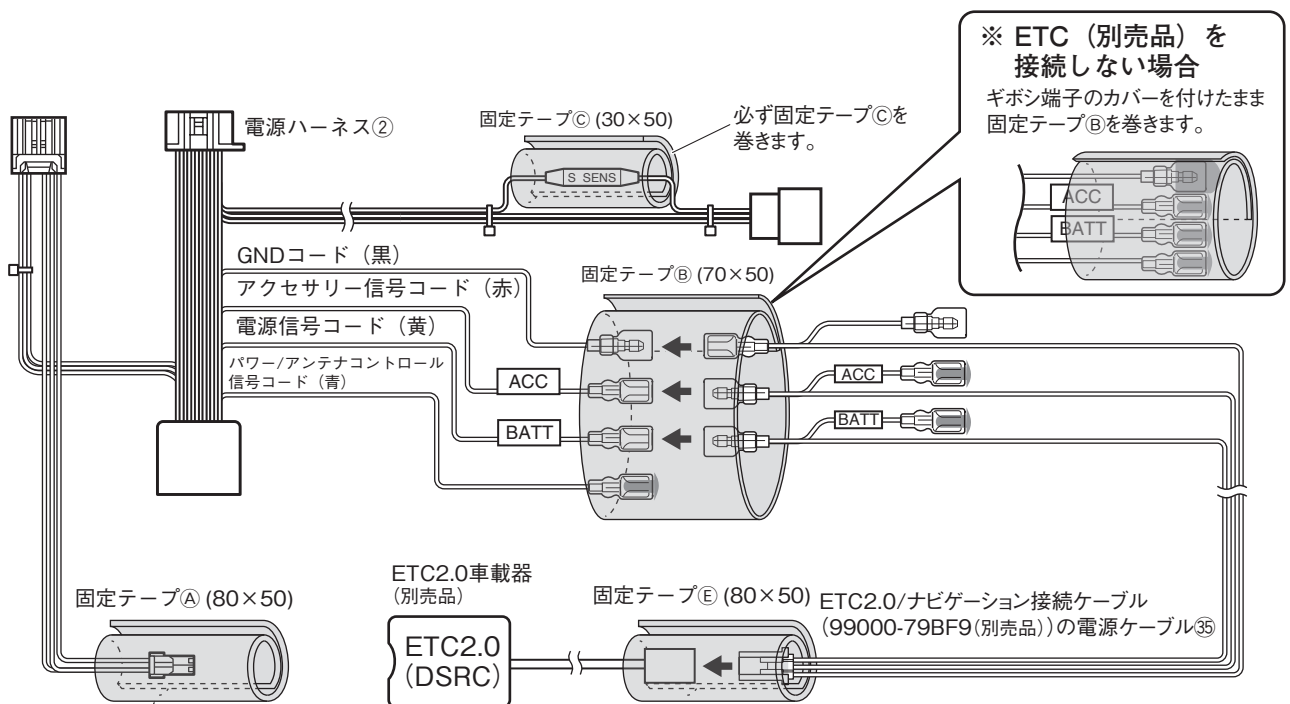 ※ ETC（別売品）を
接続しない場合
ギボシ端子のカバーを付けたまま
固定テープⒷを巻きます。
ACC
BATT
電源ハーネス②
固定テープⒸ (30×50)
必ず固定テープⒸを
巻きます。
S SENS
GNDコード（黒）
アクセサリー信号コード（赤）
電源信号コード（黄）
パワー/アンテナコントロール
信号コード（青）
固定テープⒷ (70×50)
ACC
BATT
ACC
BATT
固定テープⒶ (80×50)
ETC2.0車載器
（別売品）
ETC2.0
(DSRC)
固定テープⒺ (80×50)
ETC2.0/ナビゲーション接続ケーブル
（99000-79BF9（別売品））の電源ケーブル㉟